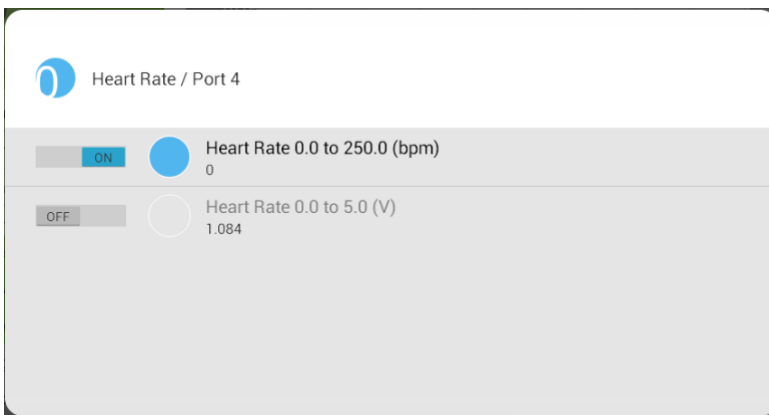 0
Heart Rate / Port 4
ON
Heart Rate 0.0 to 250.0 (bpm)
0
OFF
Heart Rate 0.0 to 5.0 (V)
1.084